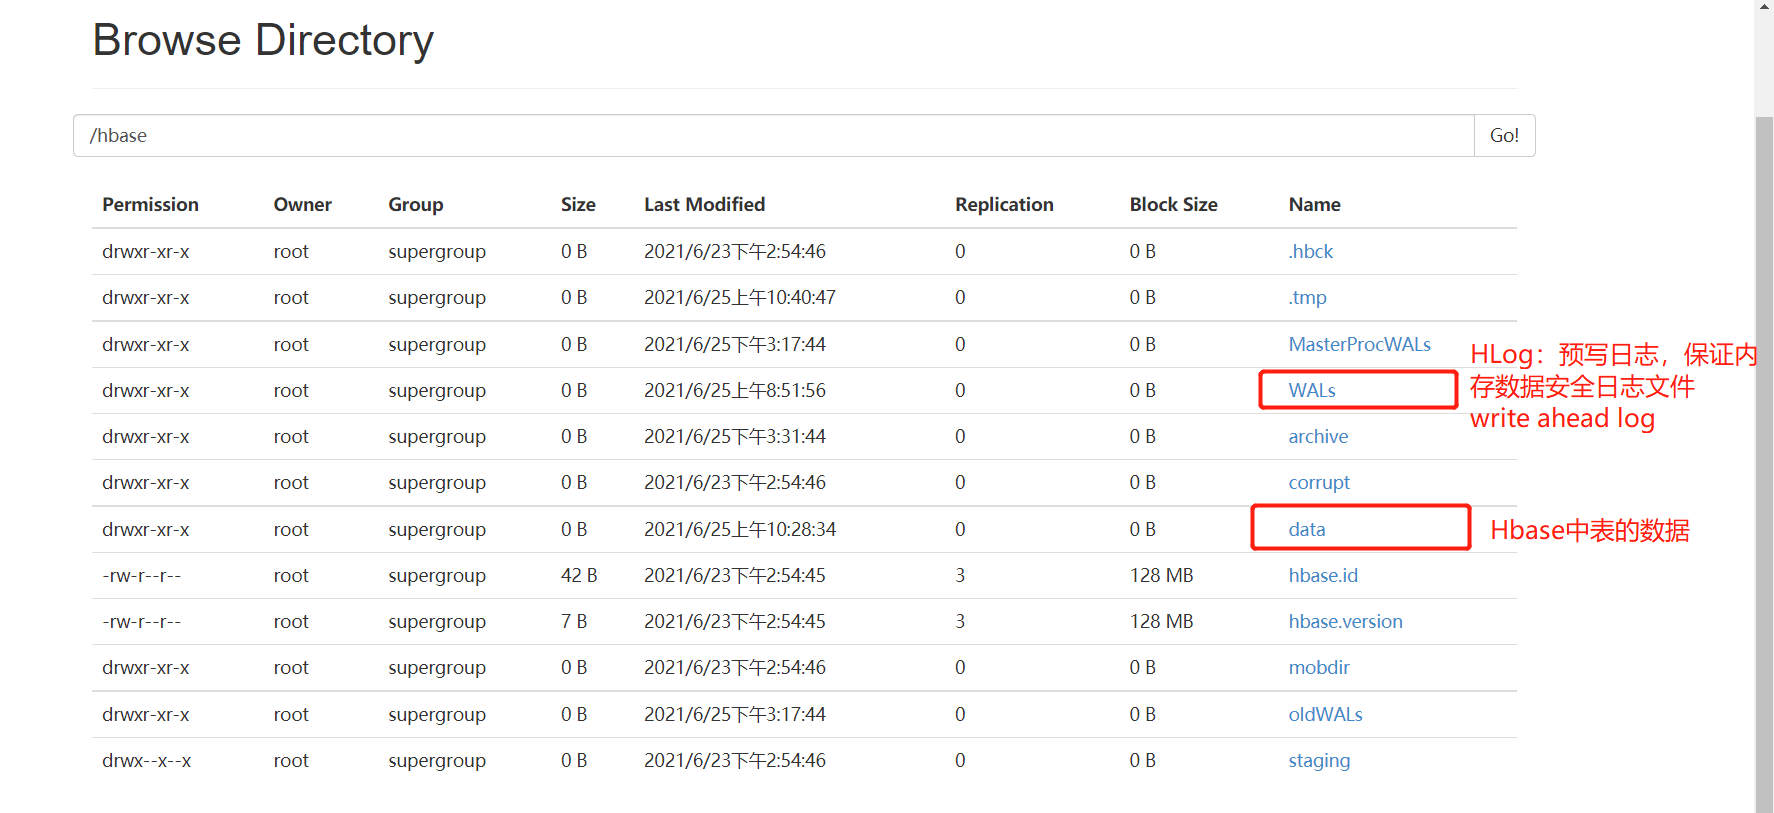 Browse Directory
/hbase Go!
Permission Owner Group Size Last Modified Replication Block Size Name
drwxr-xr-x root supergroup 0 B 2021/6/23下午2:54:46 0 0 B .hbck
drwxr-xr-x root supergroup 0 B 2021/6/25上午10:40:47 0 0 B .tmp
drwxr-xr-x root supergroup 0 B 2021/6/25下午3:17:44 0 0 B MasterProcWALs
drwxr-xr-x root supergroup 0 B 2021/6/25上午8:51:56 0 0 B WALs
HLog：预写日志，保证内
存数据安全日志文件
write ahead log
drwxr-xr-x root supergroup 0 B 2021/6/25下午3:31:44 0 0 B archive
drwxr-xr-x root supergroup 0 B 2021/6/23下午2:54:46 0 0 B corrupt
drwxr-xr-x root supergroup 0 B 2021/6/25上午10:28:34 0 0 B data Hbase中表的数据
-rw-r--r-- root supergroup 42 B 2021/6/23下午2:54:45 3 128 MB hbase.id
-rw-r--r-- root supergroup 7 B 2021/6/23下午2:54:45 3 128 MB hbase.version
drwxr-xr-x root supergroup 0 B 2021/6/23下午2:54:46 0 0 B mobdir
drwxr-xr-x root supergroup 0 B 2021/6/25下午3:17:44 0 0 B oldWALs
drwx--x--x root supergroup 0 B 2021/6/23下午2:54:46 0 0 B staging